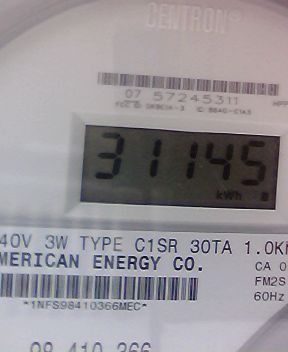 CENTRON®
07 57245311
31145
kWh
40V 3W TYPE C1SR 30TA 1.0K
MERICAN ENERGY CO.
CA 0
FM2S
60Hz
*1NFS98410366MEC*
98 410 366